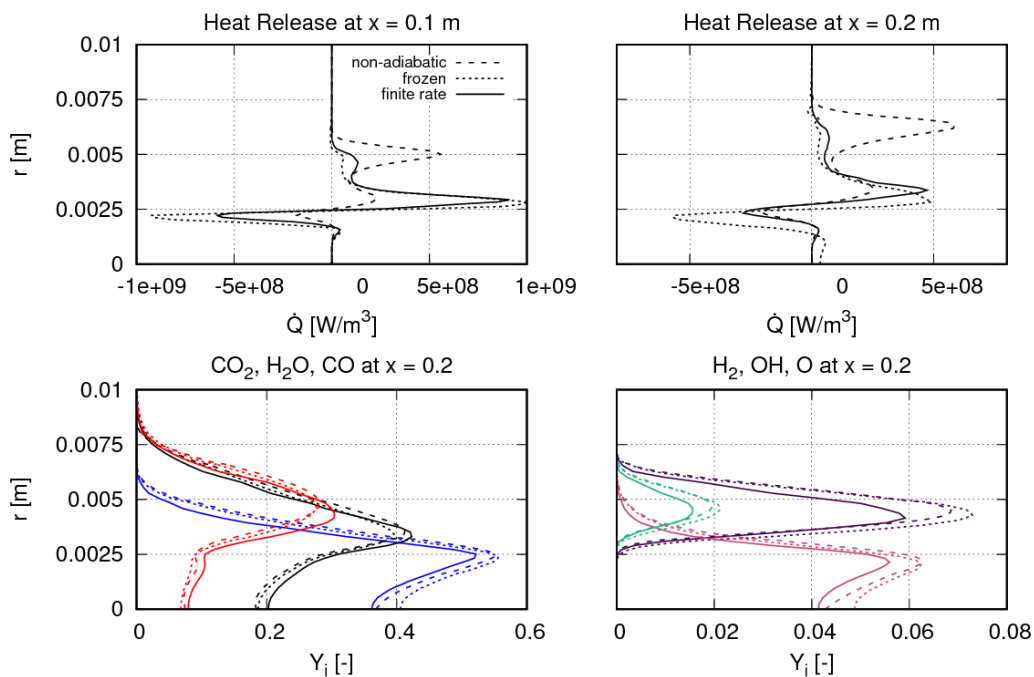 Heat Release at x = 0.1 m
Heat Release at x = 0.2 m
0.01
0.0075
0.005
0.0025
0
r [m]
non-adiabatic
frozen
finite rate
-1e+09 -5e+08 0 5e+08 1e+09
Q̇ [W/m³]
-5e+08 0 5e+08
Q̇ [W/m³]
CO₂, H₂O, CO at x = 0.2
H₂, OH, O at x = 0.2
0.01
0.0075
0.005
0.0025
0
r [m]
0 0.2 0.4 0.6
Yᵢ [-]
0 0.02 0.04 0.06 0.08
Yᵢ [-]